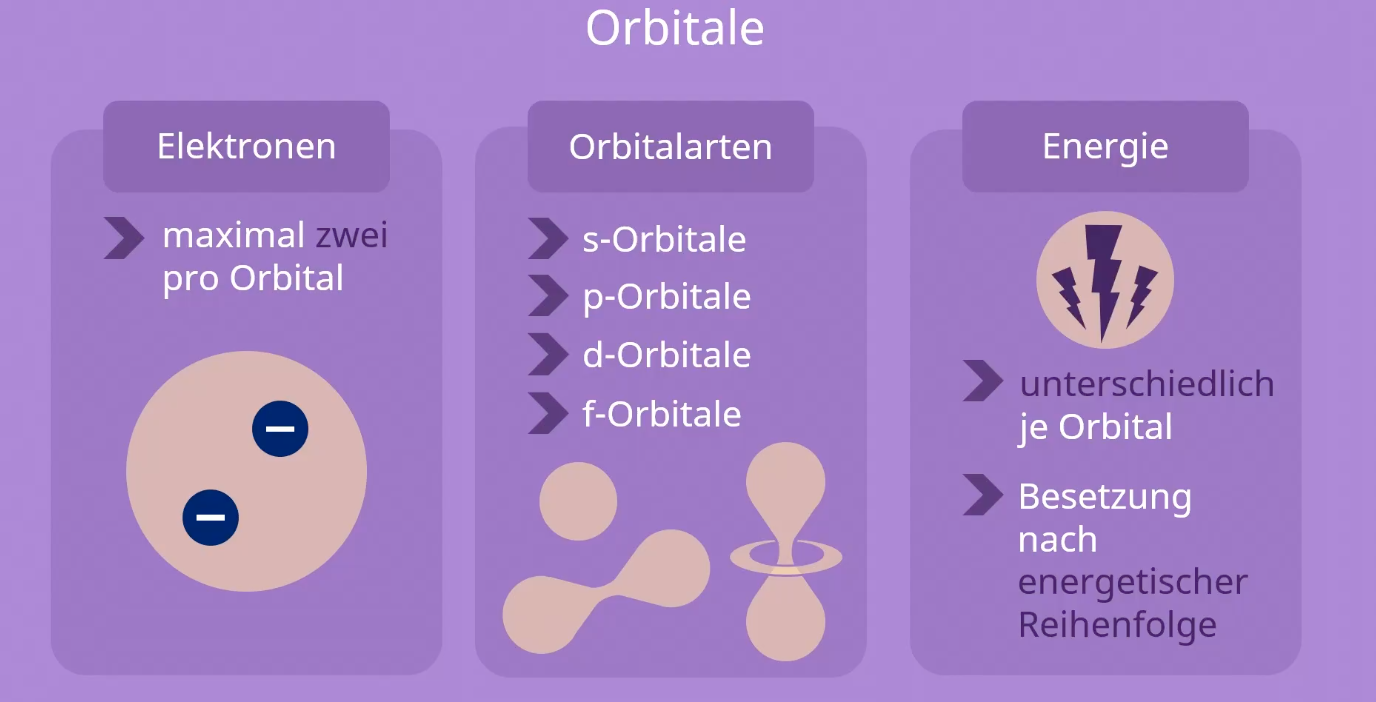 Orbitale
Elektronen
maximal zwei
pro Orbital
Orbitalarten
s-Orbitale
p-Orbitale
d-Orbitale
f-Orbitale
Energie
unterschiedlich
je Orbital
Besetzung
nach
energetischer
Reihenfolge